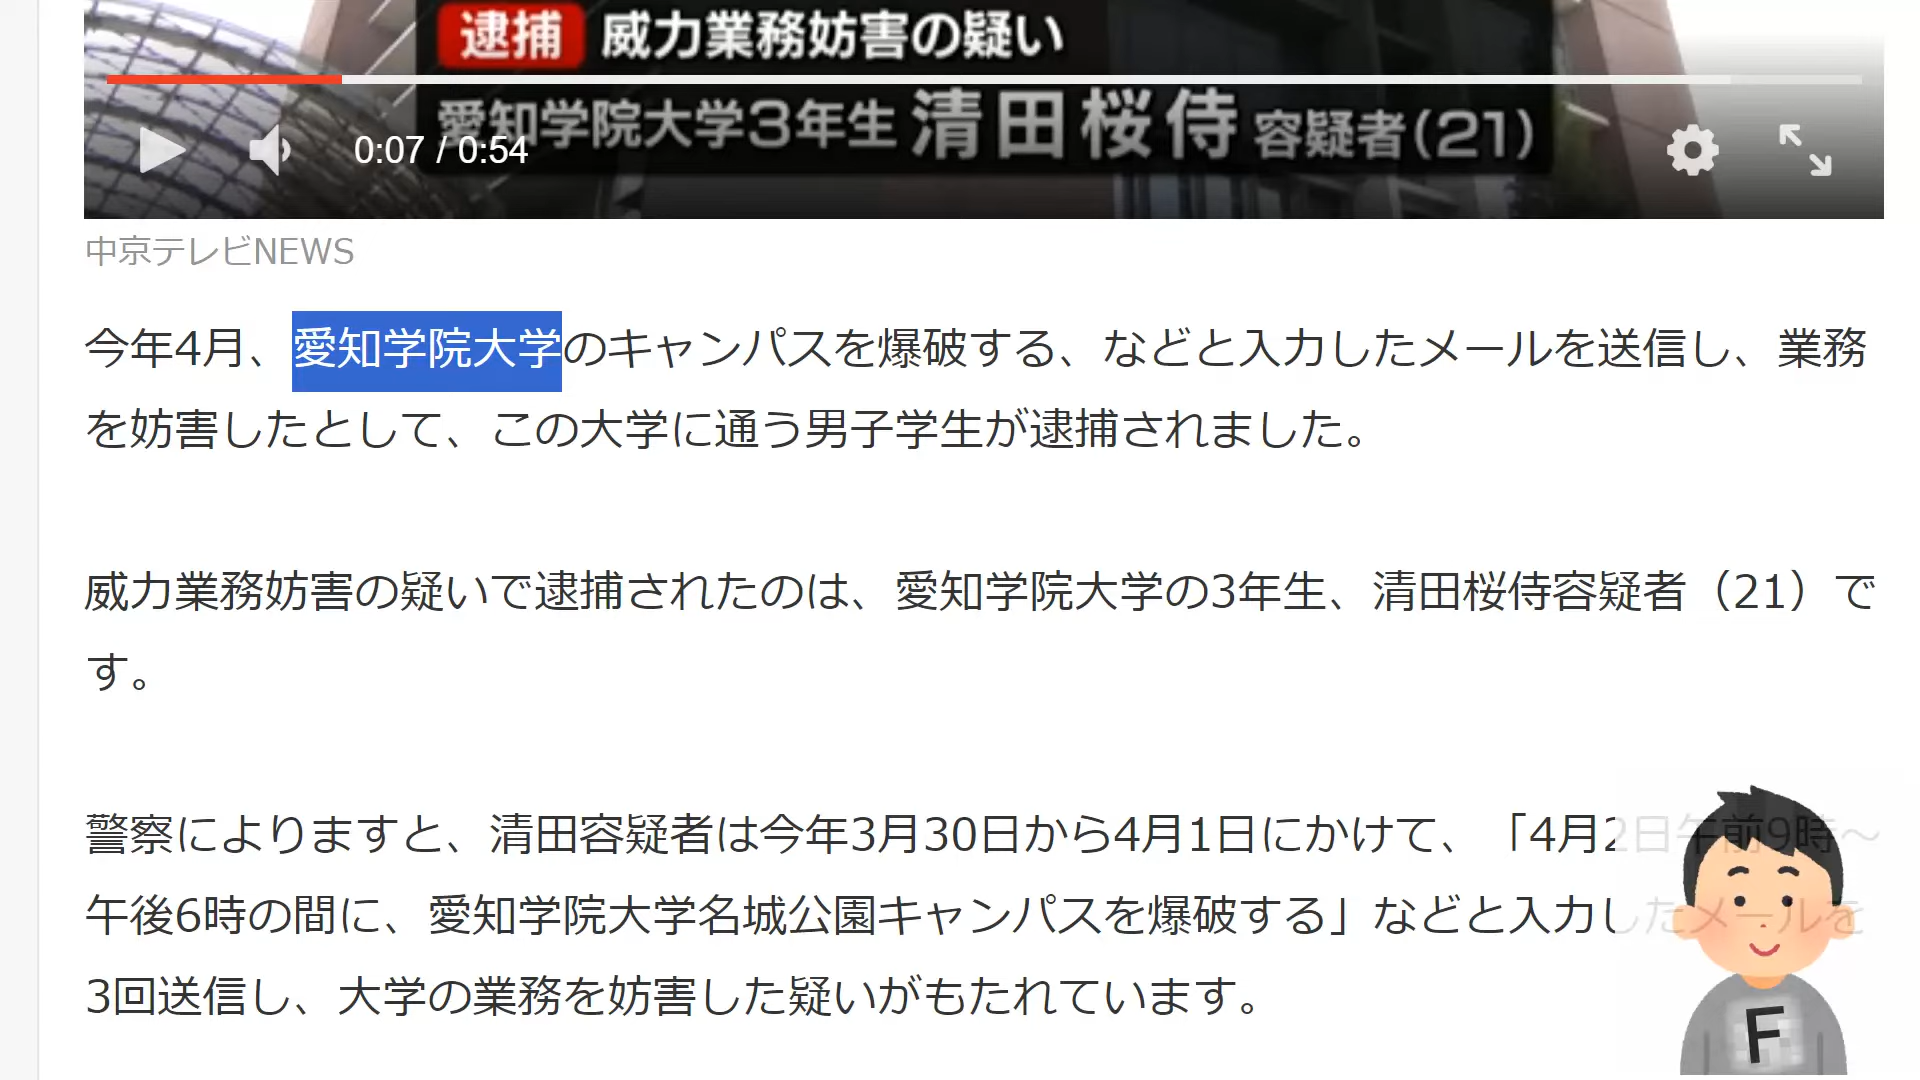 逮捕 威力業務妨害の疑い
愛知学院大学3年生 清田桜侍 容疑者(21)
0:07 / 0:54
中京テレビNEWS
今年4月、愛知学院大学のキャンパスを爆破する、などと入力したメールを送信し、業務
を妨害したとして、この大学に通う男子学生が逮捕されました。
威力業務妨害の疑いで逮捕されたのは、愛知学院大学の3年生、清田桜侍容疑者（21）で
す。
警察によりますと、清田容疑者は今年3月30日から4月1日にかけて、「4月2日午前9時～
午後6時の間に、愛知学院大学名城公園キャンパスを爆破する」などと入力したメールを
3回送信し、大学の業務を妨害した疑いがもたれています。
F